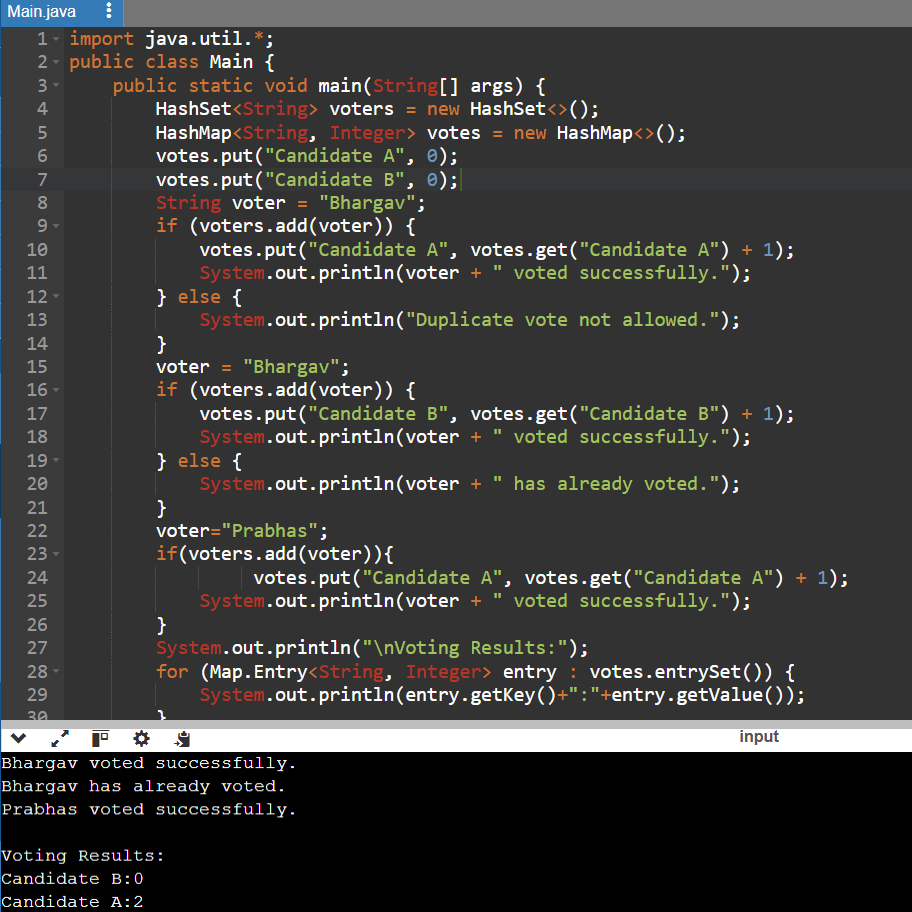 Main.java
1 import java.util.*;
2 public class Main {
3     public static void main(String[] args) {
4         HashSet<String> voters = new HashSet<>();
5         HashMap<String, Integer> votes = new HashMap<>();
6         votes.put("Candidate A", 0);
7         votes.put("Candidate B", 0);
8         String voter = "Bhargav";
9         if (voters.add(voter)) {
10             votes.put("Candidate A", votes.get("Candidate A") + 1);
11             System.out.println(voter + " voted successfully.");
12         } else {
13             System.out.println("Duplicate vote not allowed.");
14         }
15         voter = "Bhargav";
16         if (voters.add(voter)) {
17             votes.put("Candidate B", votes.get("Candidate B") + 1);
18             System.out.println(voter + " voted successfully.");
19         } else {
20             System.out.println(voter + " has already voted.");
21         }
22         voter="Prabhas";
23         if(voters.add(voter)){
24                  votes.put("Candidate A", votes.get("Candidate A") + 1);
25             System.out.println(voter + " voted successfully.");
26         }
27         System.out.println("\nVoting Results:");
28         for (Map.Entry<String, Integer> entry : votes.entrySet()) {
29             System.out.println(entry.getKey()+":"+entry.getValue());
30         }
input
Bhargav voted successfully.
Bhargav has already voted.
Prabhas voted successfully.

Voting Results:
Candidate B:0
Candidate A:2